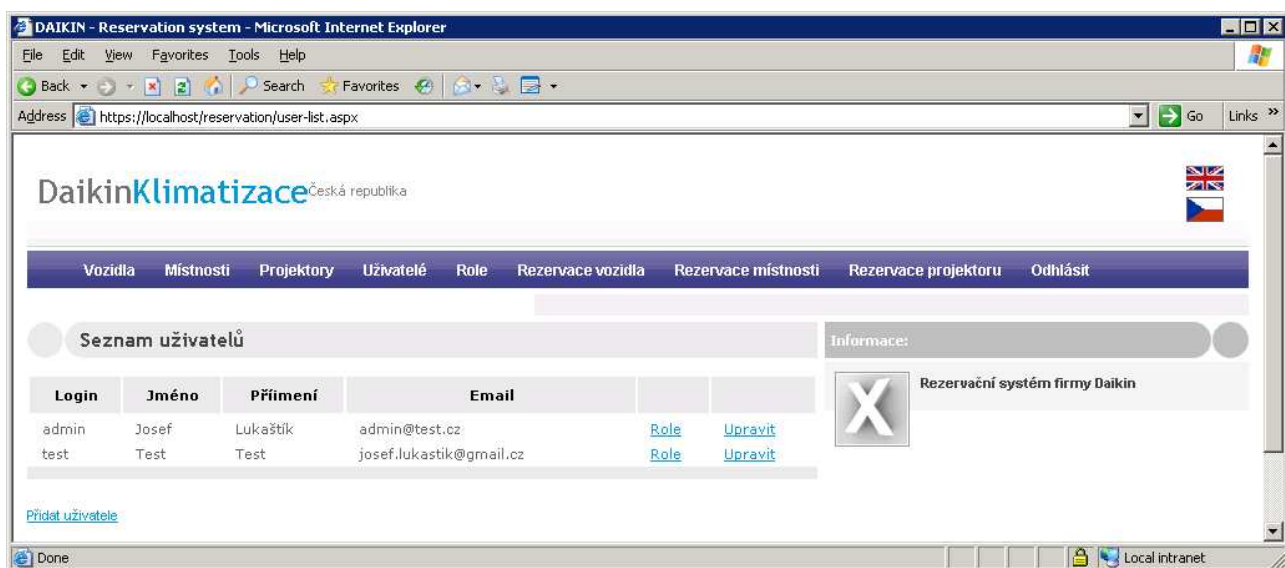 DAIKIN - Reservation system - Microsoft Internet Explorer
File Edit View Favorites Tools Help
Back Search Favorites
Address https://localhost/reservation/user-list.aspx Go Links »
DaikinKlimatizace Česká republika
Vozidla Místnosti Projektory Uživatelé Role Rezervace vozidla Rezervace místnosti Rezervace projektoru Odhlásit
Seznam uživatelů
Informace:
Rezervační systém firmy Daikin
X
Login Jméno Příimení Email
admin Josef Lukaštík admin@test.cz Role Upravit
test Test Test josef.lukastik@gmail.cz Role Upravit
Přidat uživatele
Done Local intranet